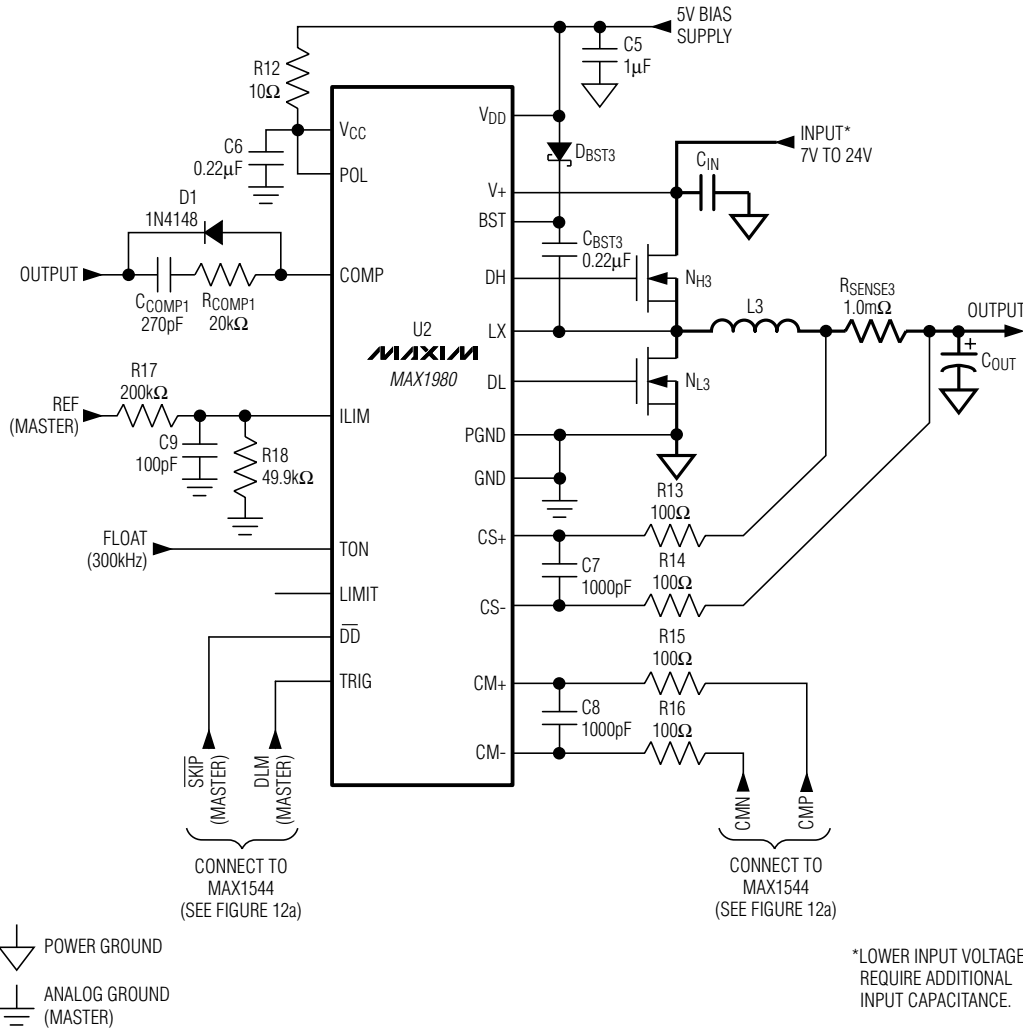 5V BIAS
SUPPLY
C5
1µF
R12
10Ω
VCC
VDD
C6
0.22µF
POL
DBST3
INPUT*
7V TO 24V
CIN
V+
BST
D1
1N4148
CBST3
0.22µF
OUTPUT
COMP
CCOMP1
270pF
RCOMP1
20kΩ
DH
NH3
U2
MAXIM
MAX1980
LX
L3
RSENSE3
1.0mΩ
OUTPUT
+
COUT
DL
NL3
R17
200kΩ
REF
(MASTER)
ILIM
C9
100pF
R18
49.9kΩ
PGND
GND
R13
100Ω
CS+
FLOAT
(300kHz)
TON
C7
1000pF
R14
100Ω
LIMIT
CS-
DD
R15
100Ω
TRIG
CM+
C8
1000pF
R16
100Ω
CM-
SKIP
(MASTER)
DLM
(MASTER)
CMN
CMP
CONNECT TO
MAX1544
(SEE FIGURE 12a)
CONNECT TO
MAX1544
(SEE FIGURE 12a)
POWER GROUND
ANALOG GROUND
(MASTER)
*LOWER INPUT VOLTAGE
REQUIRE ADDITIONAL
INPUT CAPACITANCE.